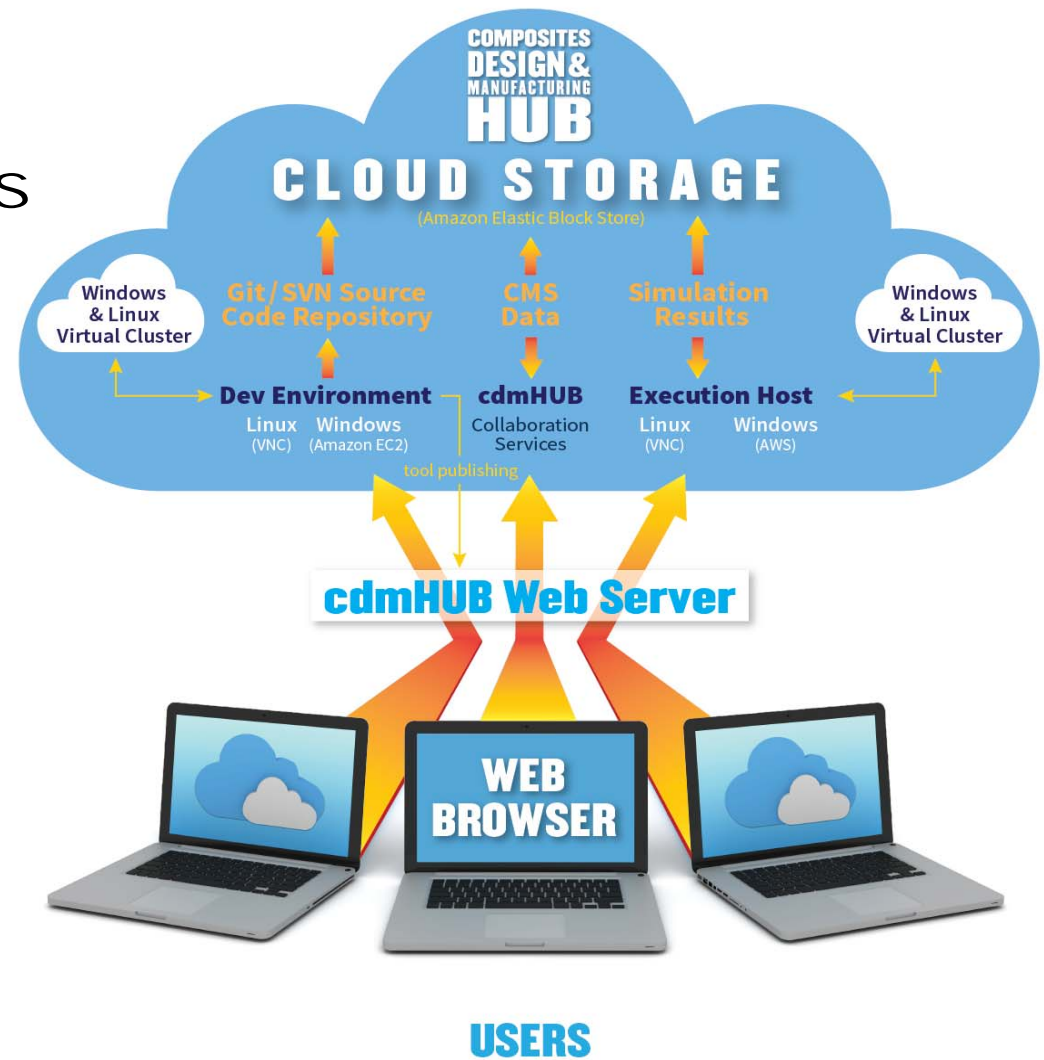 COMPOSITES
DESIGN &
MANUFACTURING
HUB
CLOUD STORAGE
(Amazon Elastic Block Store)
s
Windows
& Linux
Virtual Cluster
Git/SVN Source
Code Repository
CMS
Data
Simulation
Results
Windows
& Linux
Virtual Cluster
Dev Environment
Linux
(VNC)
Windows
(Amazon EC2)
cdmHUB
Collaboration
Services
Execution Host
Linux
(VNC)
Windows
(AWS)
tool publishing
cdmHUB Web Server
WEB
BROWSER
USERS